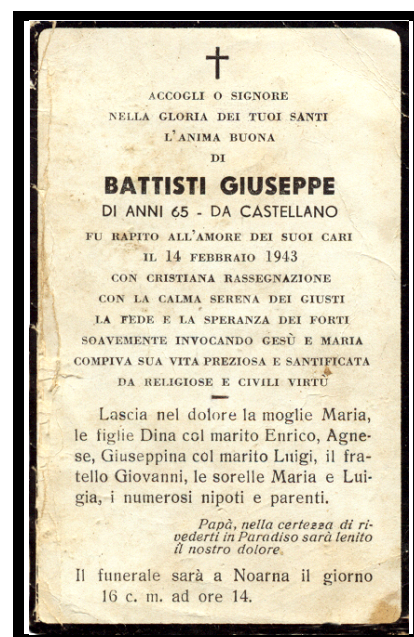 ACCOGLI O SIGNORE
NELLA GLORIA DEI TUOI SANTI
L'ANIMA BUONA
DI
BATTISTI GIUSEPPE
DI ANNI 65 - DA CASTELLANO
FU RAPITO ALL'AMORE DEI SUOI CARI
IL 14 FEBBRAIO 1943
CON CRISTIANA RASSEGNAZIONE
CON LA CALMA SERENA DEI GIUSTI
LA FEDE E LA SPERANZA DEI FORTI
SOAVEMENTE INVOCANDO GESÙ E MARIA
COMPIVA SUA VITA PREZIOSA E SANTIFICATA
DA RELIGIOSE E CIVILI VIRTÙ
Lascia nel dolore la moglie Maria,
le figlie Dina col marito Enrico, Agne-
se, Giuseppina col marito Luigi, il fra-
tello Giovanni, le sorelle Maria e Lui-
gia, i numerosi nipoti e parenti.
Papà, nella certezza di ri-
vederti in Paradiso sarà lenito
il nostro dolore.
Il funerale sarà a Noarna il giorno
16 c. m. ad ore 14.